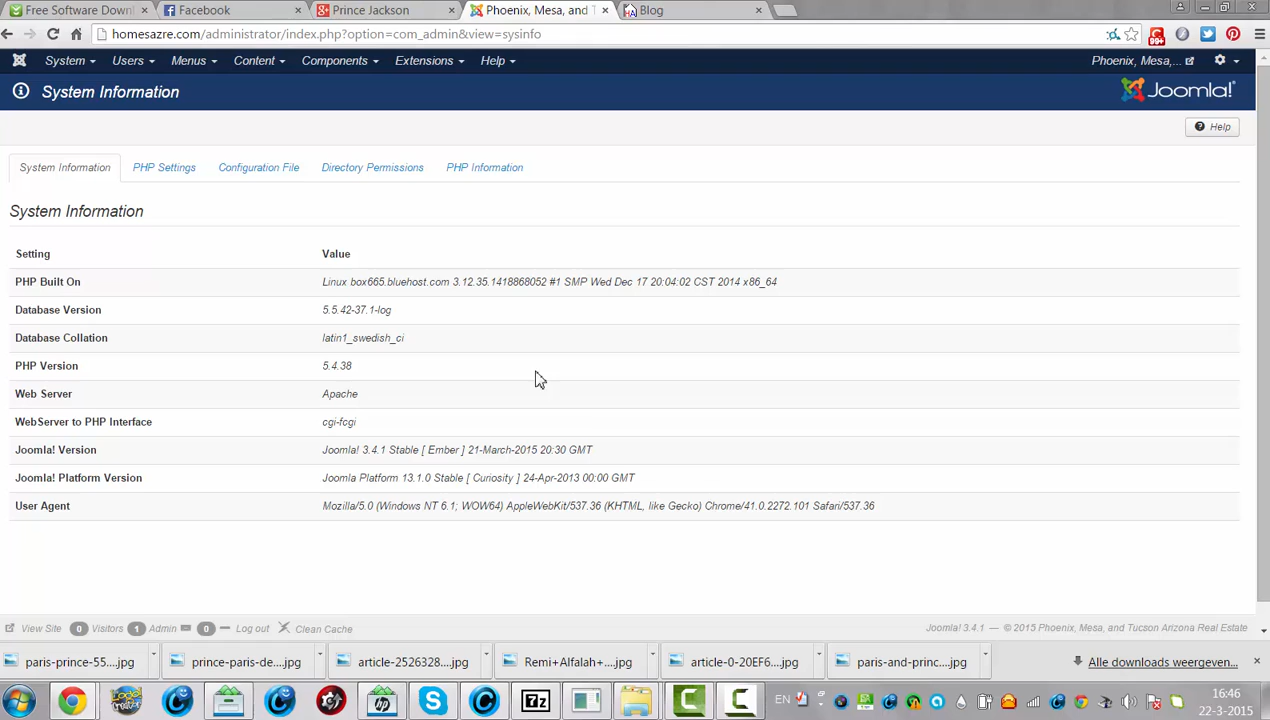 Free Software Down
Facebook
Prince Jackson
Phoenix, Mesa, and T
Blog
homesazre.com/administrator/index.php?option=com_admin&view=sysinfo
99+
System Users Menus Content Components Extensions Help Phoenix, Mesa,...
System Information
Joomla!
Help
System Information PHP Settings Configuration File Directory Permissions PHP Information
System Information
Setting Value
PHP Built On Linux box665.bluehost.com 3.12.35.1418868052 #1 SMP Wed Dec 17 20:04:02 CST 2014 x86_64
Database Version 5.5.42-37.1-log
Database Collation latin1_swedish_ci
PHP Version 5.4.38
Web Server Apache
WebServer to PHP Interface cgi-fcgi
Joomla! Version Joomla! 3.4.1 Stable [ Ember ] 21-March-2015 20:30 GMT
Joomla! Platform Version Joomla Platform 13.1.0 Stable [ Curiosity ] 24-Apr-2013 00:00 GMT
User Agent Mozilla/5.0 (Windows NT 6.1; WOW64) AppleWebKit/537.36 (KHTML, like Gecko) Chrome/41.0.2272.101 Safari/537.36
View Site 0 Visitors 1 Admin 0 Log out Clean Cache Joomla! 3.4.1 — © 2015 Phoenix, Mesa, and Tucson Arizona Real Estate
paris-prince-55....jpg prince-paris-de....jpg article-2526328....jpg Remi+Alfalah+....jpg article-0-20EF6....jpg paris-and-princ....jpg Alle downloads weergeven...
EN 16:46
22-3-2015